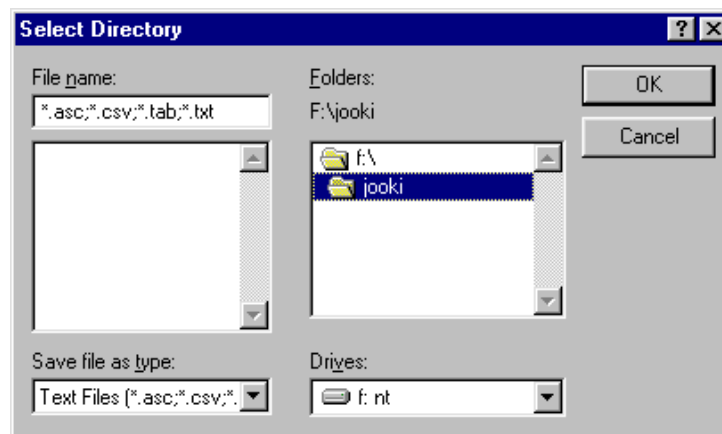 Select Directory
File name:
*.asc;*.csv;*.tab;*.txt
Folders:
F:\jooki
f:\
jooki
OK
Cancel
Save file as type:
Text Files (*.asc;*.csv;*.
Drives:
f: nt